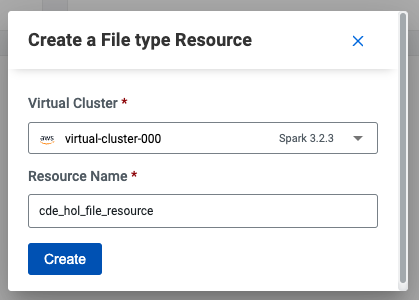 Create a File type Resource
Virtual Cluster *
aws virtual-cluster-000 Spark 3.2.3
Resource Name *
cde_hol_file_resource
Create